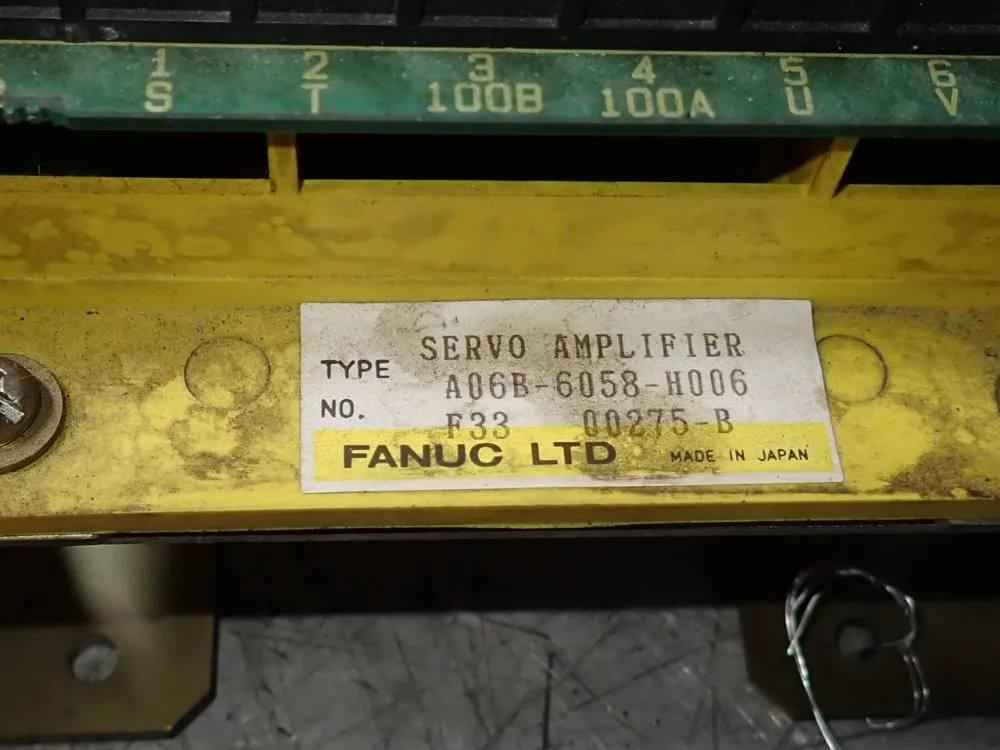 1 2 3 4 5 6
S T 100B 100A U V
SERVO AMPLIFIER
TYPE A06B-6058-H006
NO. F33 00275-B
FANUC LTD MADE IN JAPAN